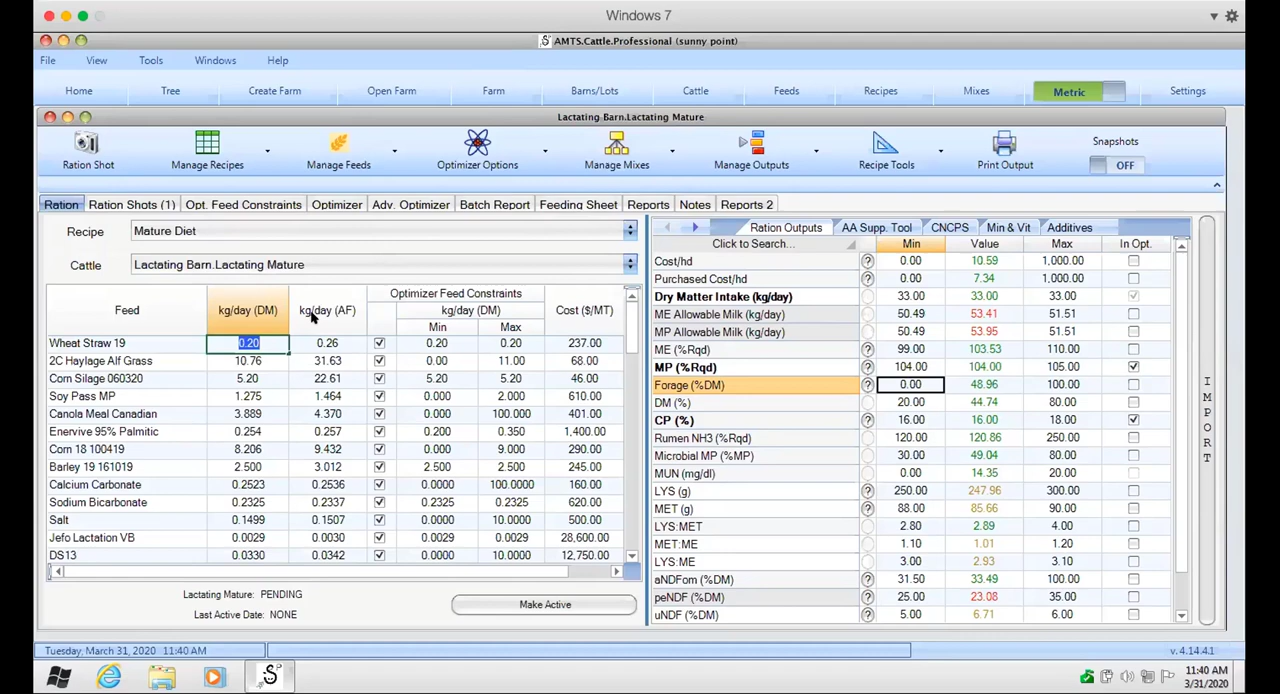 Windows 7
AMTS.Cattle.Professional (sunny point)
File View Tools Windows Help
Home Tree Create Farm Open Farm Farm Barns/Lots Cattle Feeds Recipes Mixes Metric Settings
Lactating Barn.Lactating Mature
Ration Shot Manage Recipes Manage Feeds Optimizer Options Manage Mixes Manage Outputs Recipe Tools Print Output Snapshots OFF
Ration Ration Shots (1) Opt. Feed Constraints Optimizer Adv. Optimizer Batch Report Feeding Sheet Reports Notes Reports 2
Recipe Mature Diet
Cattle Lactating Barn.Lactating Mature
Feed kg/day (DM) kg/day (AF) Optimizer Feed Constraints Cost ($/MT)
kg/day (DM)
Min Max
Wheat Straw 19 0.20 0.26 0.20 0.20 237.00
2C Haylage Alf Grass 10.76 31.63 0.00 11.00 68.00
Corn Silage 060320 5.20 22.61 5.20 5.20 46.00
Soy Pass MP 1.275 1.464 0.000 2.000 610.00
Canola Meal Canadian 3.889 4.370 0.000 100.000 401.00
Enervive 95% Palmitic 0.254 0.257 0.200 0.350 1,400.00
Corn 18 100419 8.206 9.432 0.000 9.000 290.00
Barley 19 161019 2.500 3.012 2.500 2.500 245.00
Calcium Carbonate 0.2523 0.2536 0.0000 100.0000 160.00
Sodium Bicarbonate 0.2325 0.2337 0.2325 0.2325 620.00
Salt 0.1499 0.1507 0.0000 10.0000 500.00
Jefo Lactation VB 0.0029 0.0030 0.0029 0.0029 28,600.00
DS13 0.0330 0.0342 0.0000 10.0000 12,750.00
Lactating Mature: PENDING
Last Active Date: NONE
Make Active
Ration Outputs AA Supp. Tool CNCPS Min & Vit Additives
Click to Search... Min Value Max In Opt.
Cost/hd 0.00 10.59 1,000.00
Purchased Cost/hd 0.00 7.34 1,000.00
Dry Matter Intake (kg/day) 33.00 33.00 33.00
ME Allowable Milk (kg/day) 50.49 53.41 51.51
MP Allowable Milk (kg/day) 50.49 53.95 51.51
ME (%Rqd) 99.00 103.53 110.00
MP (%Rqd) 104.00 104.00 105.00
Forage (%DM) 0.00 48.96 100.00
DM (%) 20.00 44.74 80.00
CP (%) 16.00 16.00 18.00
Rumen NH3 (%Rqd) 120.00 120.86 250.00
Microbial MP (%MP) 30.00 49.04 80.00
MUN (mg/dl) 0.00 14.35 20.00
LYS (g) 250.00 247.96 300.00
MET (g) 88.00 85.66 90.00
LYS:MET 2.80 2.89 4.00
MET:ME 1.10 1.01 1.20
LYS:ME 3.00 2.93 3.10
aNDFom (%DM) 31.50 33.49 100.00
peNDF (%DM) 25.00 23.08 35.00
uNDF (%DM) 5.00 6.71 6.00
IMPORT
Tuesday, March 31, 2020 11:40 AM
v. 4.14.4.1
11:40 AM
3/31/2020